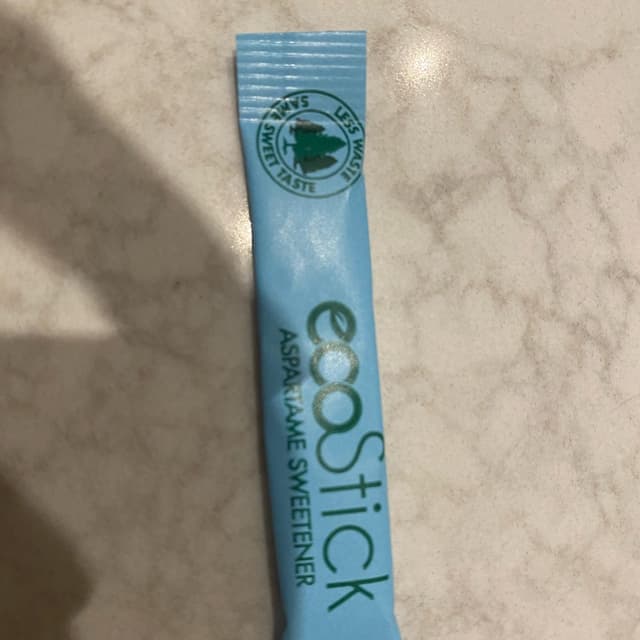 LESS WASTE
SAME SWEET TASTE
ecoStick
ASPARTAME SWEETENER